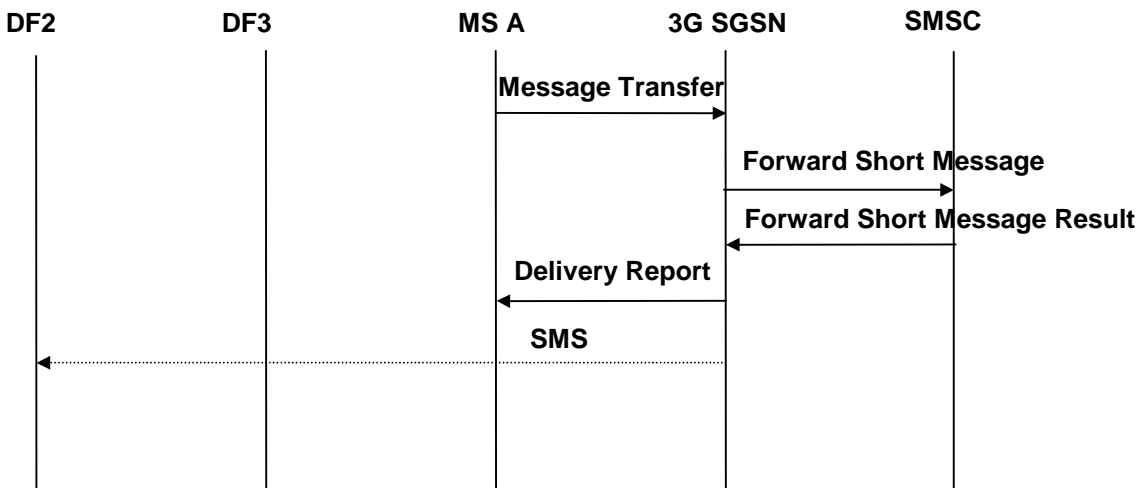 DF2 DF3 MS A 3G SGSN SMSC
Message Transfer
Forward Short Message
Forward Short Message Result
Delivery Report
SMS